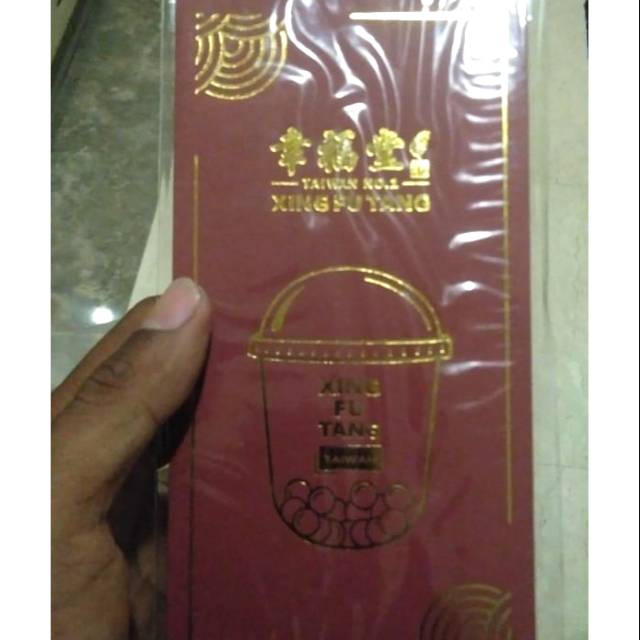 幸福堂
TAIWAN NO.1
XING FU TANG
XING
FU
TANG
TAIWAN